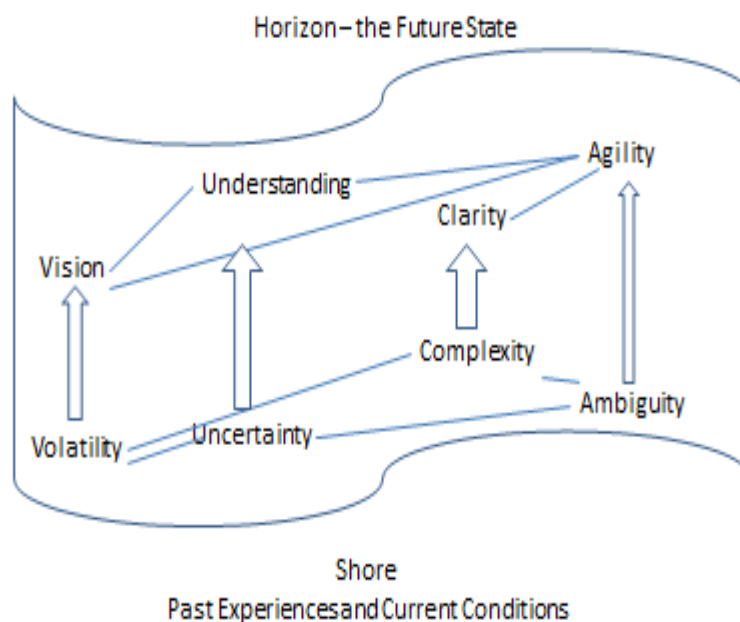 Horizon – the Future State
Agility
Understanding
Clarity
Vision
Complexity
Ambiguity
Uncertainty
Volatility
Shore
Past Experiences and Current Conditions